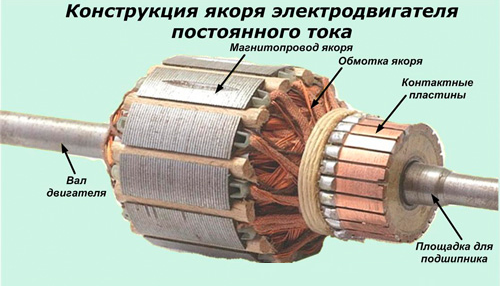 Конструкция якоря электродвигателя
постоянного тока
Магнитопровод якоря
Обмотка якоря
Контактные
пластины
Вал
двигателя
Площадка для
подшипника